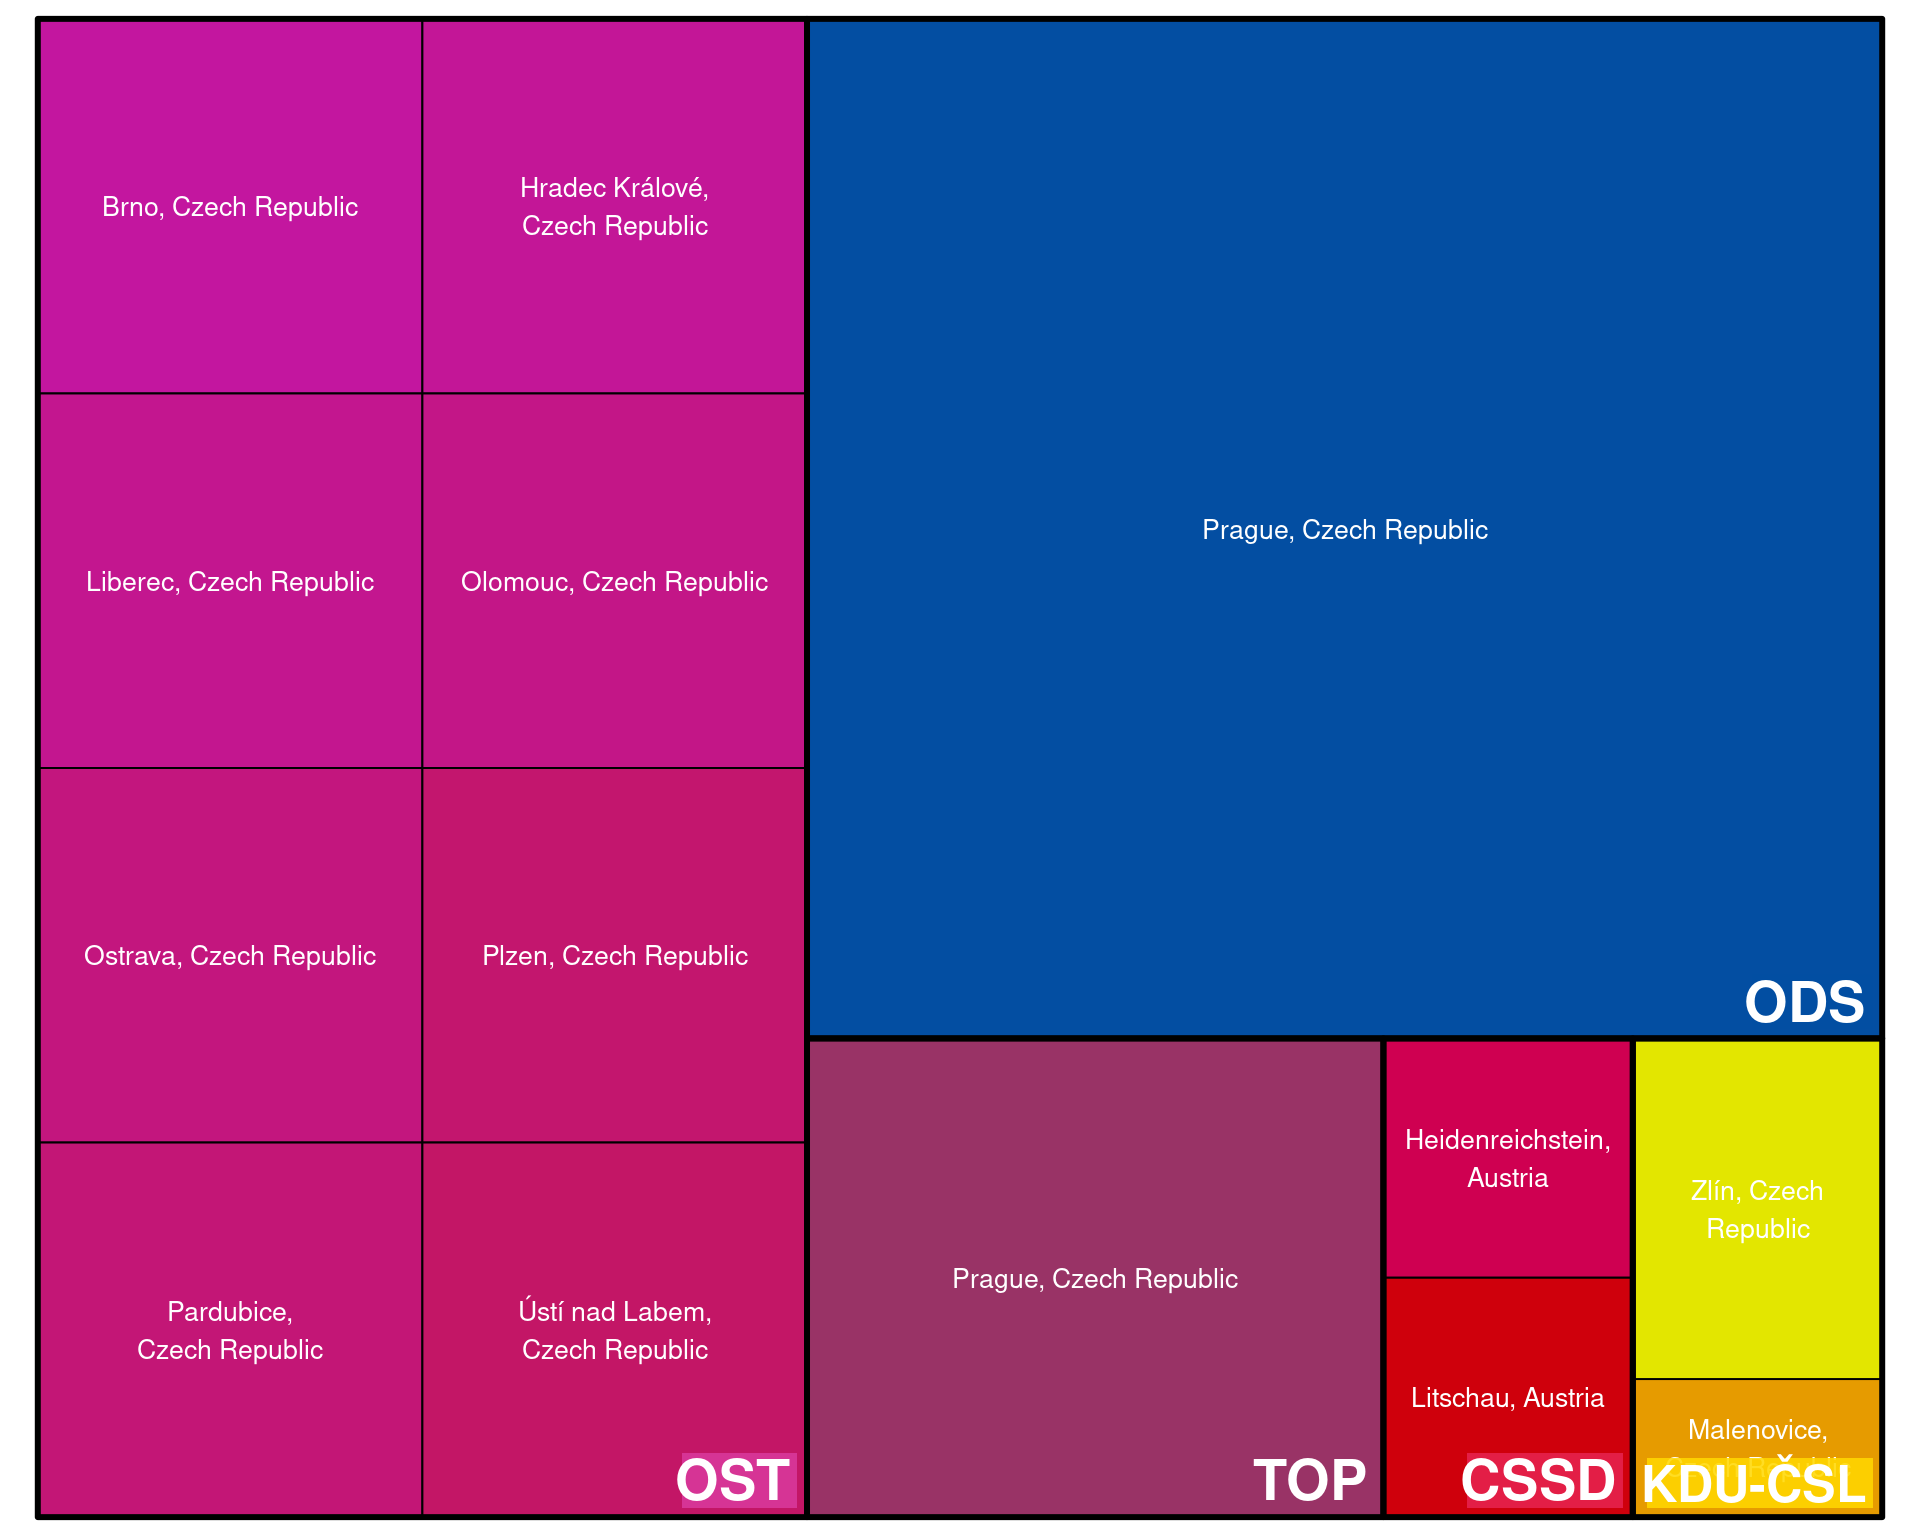 Brno, Czech Republic
Hradec Králové,
Czech Republic
Liberec, Czech Republic
Olomouc, Czech Republic
Ostrava, Czech Republic
Plzen, Czech Republic
Pardubice,
Czech Republic
Ústí nad Labem,
Czech Republic
OST
Prague, Czech Republic
ODS
Prague, Czech Republic
TOP
Heidenreichstein,
Austria
Litschau, Austria
CSSD
Zlín, Czech
Republic
Malenovice,
Czech Republic
KDU-ČSL